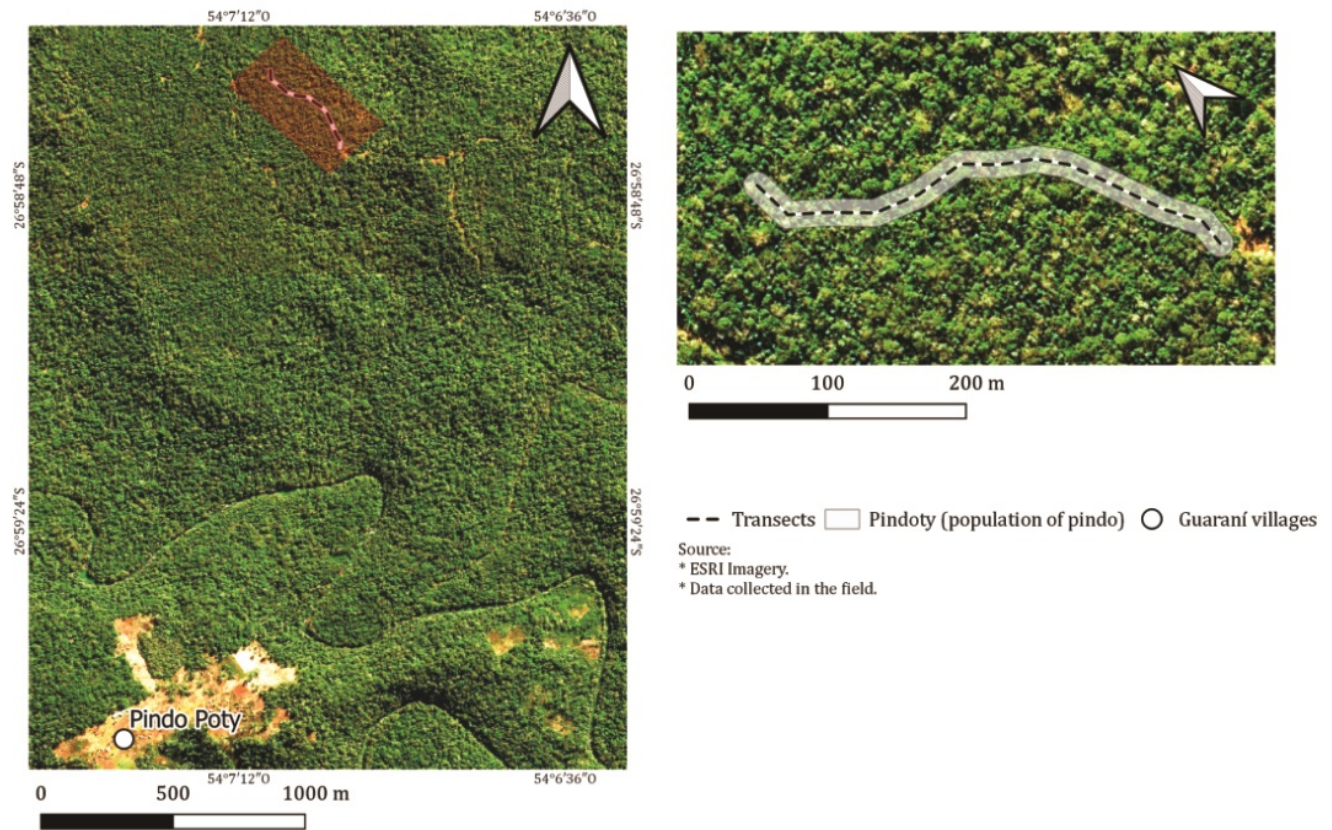 54°7'12"O
54°6'36"O
26°58'48"S
26°58'48"S
26°59'24"S
26°59'24"S
Pindo Poty
54°7'12"O
54°6'36"O
0 500 1000 m
0 100 200 m
Transects Pindoty (population of pindo) Guaraní villages
Source:
* ESRI Imagery.
* Data collected in the field.